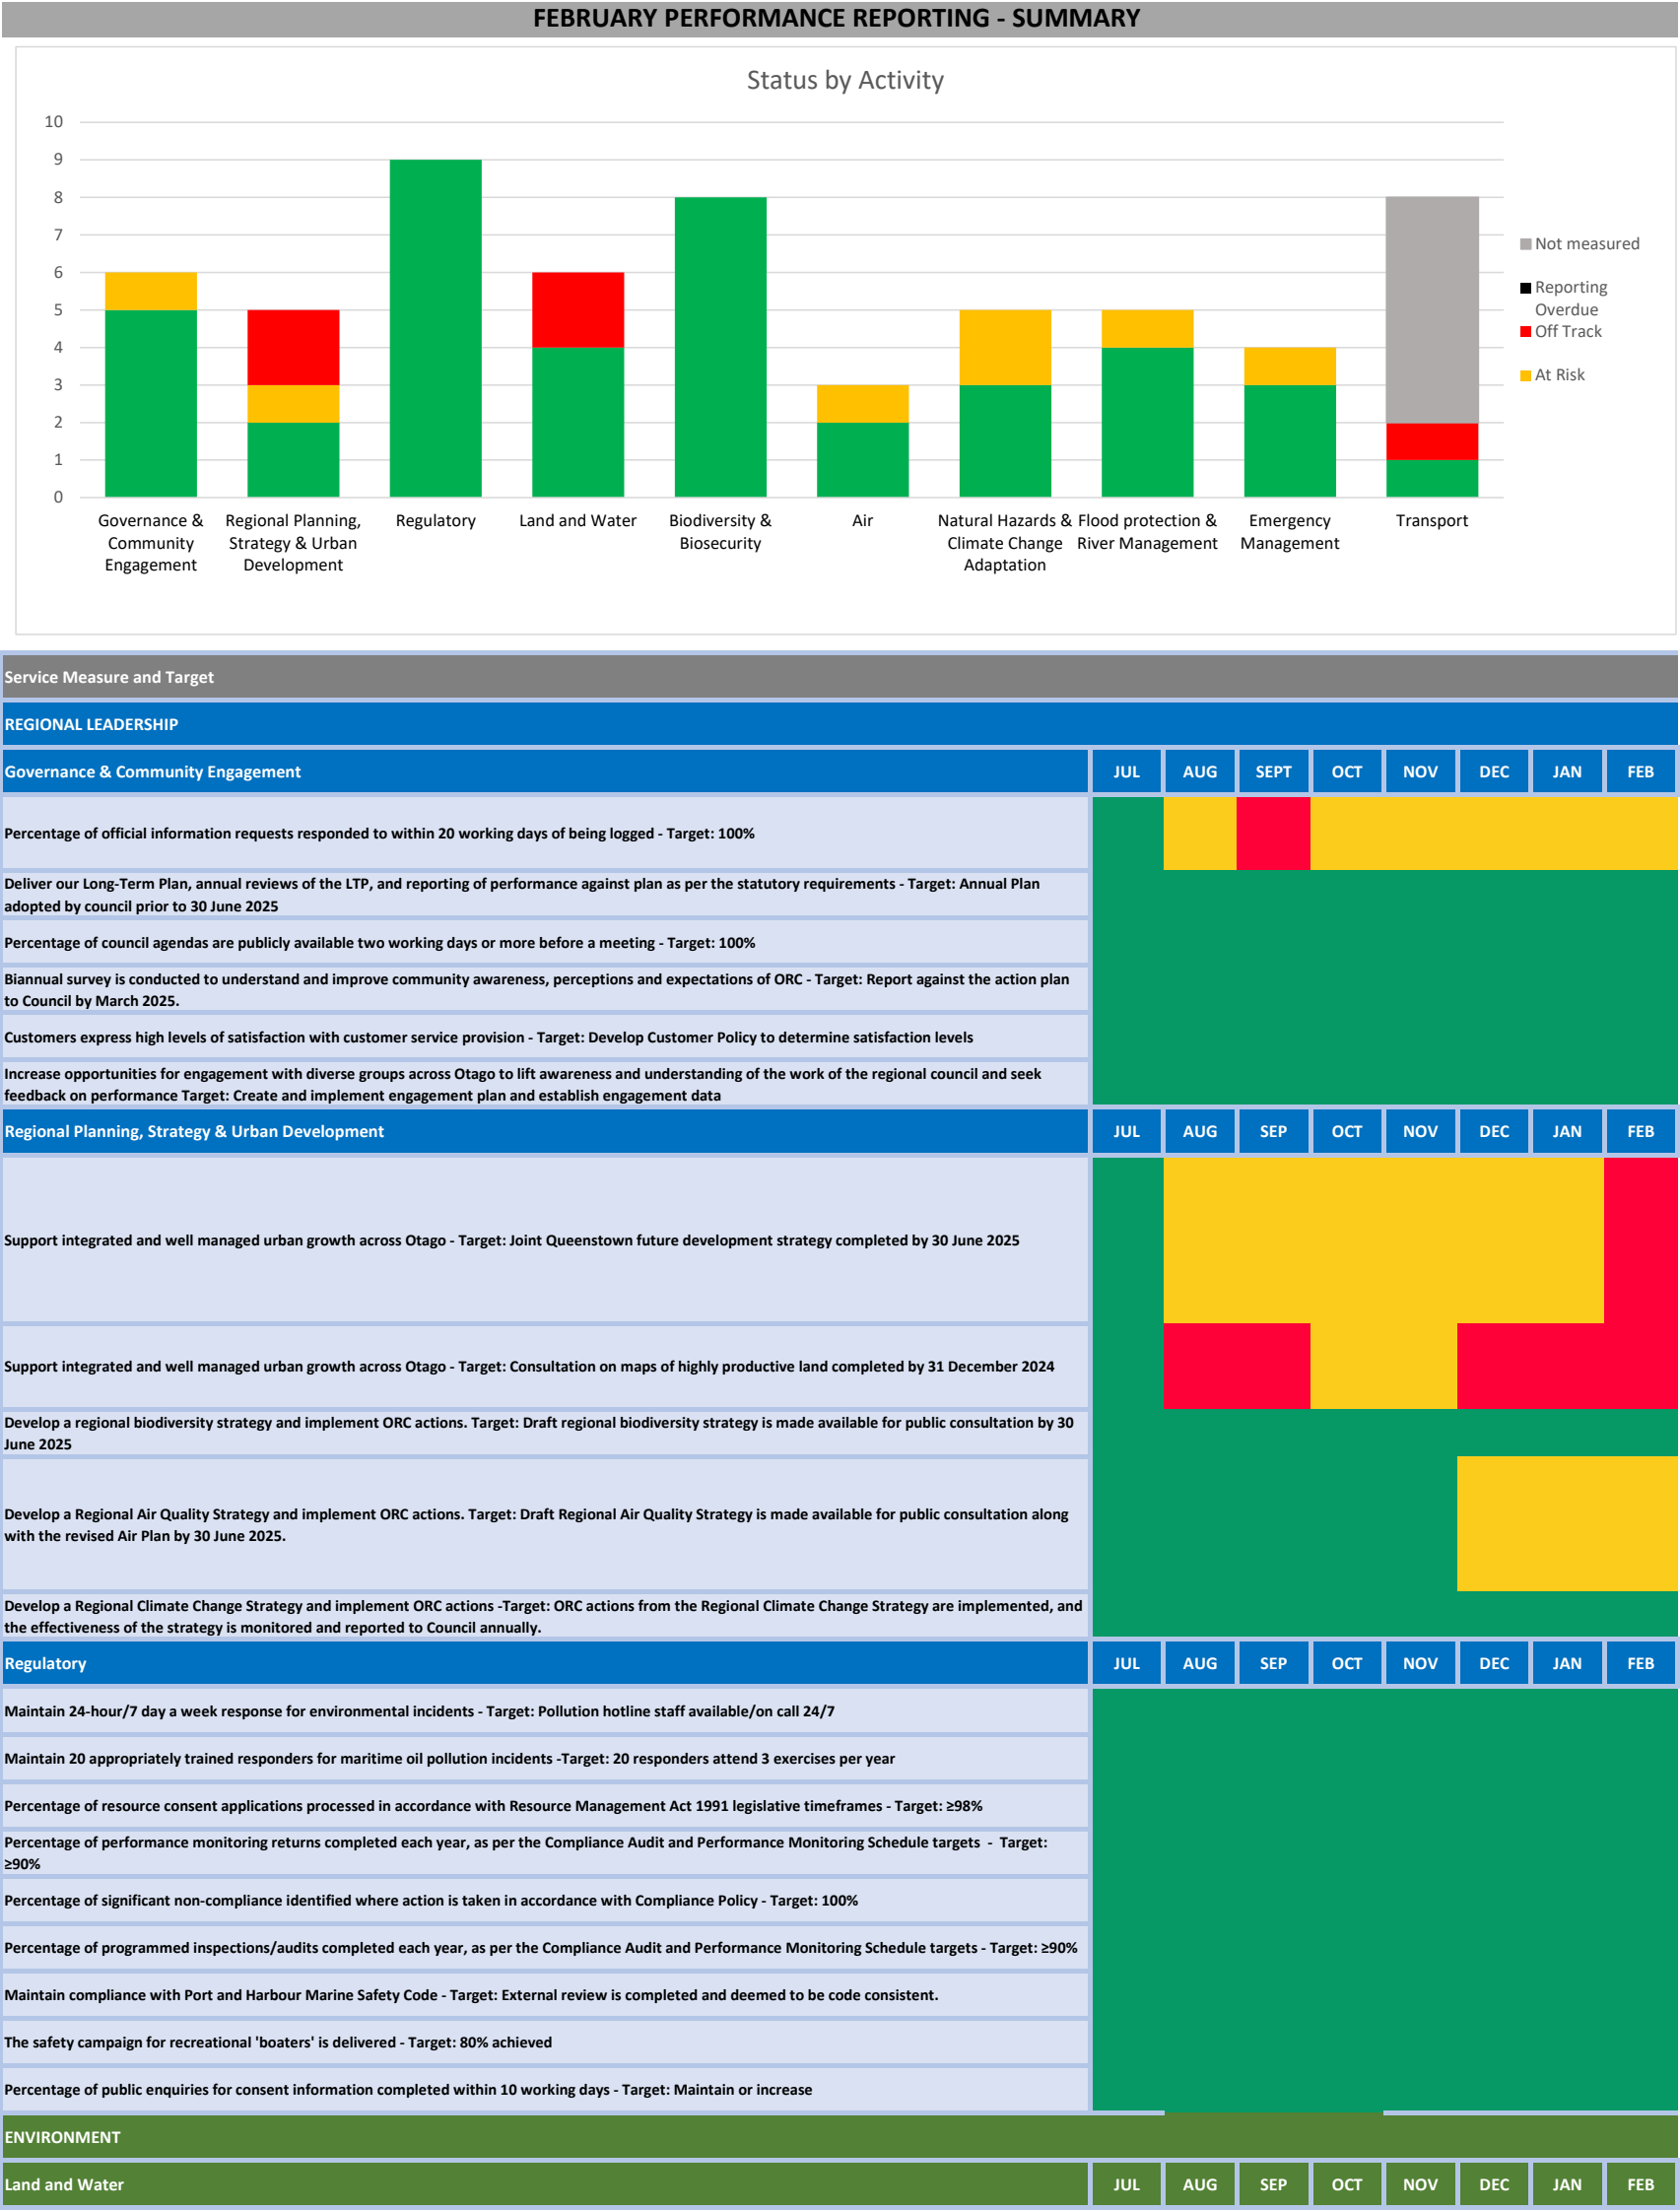 FEBRUARY PERFORMANCE REPORTING - SUMMARY
Status by Activity
10
9
8
7
6
5
4
3
2
1
0
Governance &
Community
Engagement
Regional Planning,
Strategy & Urban
Development
Regulatory
Land and Water
Biodiversity &
Biosecurity
Air
Natural Hazards &
Climate Change
Adaptation
Flood protection &
River Management
Emergency
Management
Transport
Not measured
Reporting
Overdue
Off Track
At Risk
Service Measure and Target
REGIONAL LEADERSHIP
Governance & Community Engagement JUL AUG SEPT OCT NOV DEC JAN FEB
Percentage of official information requests responded to within 20 working days of being logged - Target: 100%
Deliver our Long-Term Plan, annual reviews of the LTP, and reporting of performance against plan as per the statutory requirements - Target: Annual Plan
adopted by council prior to 30 June 2025
Percentage of council agendas are publicly available two working days or more before a meeting - Target: 100%
Biannual survey is conducted to understand and improve community awareness, perceptions and expectations of ORC - Target: Report against the action plan
to Council by March 2025.
Customers express high levels of satisfaction with customer service provision - Target: Develop Customer Policy to determine satisfaction levels
Increase opportunities for engagement with diverse groups across Otago to lift awareness and understanding of the work of the regional council and seek
feedback on performance Target: Create and implement engagement plan and establish engagement data
Regional Planning, Strategy & Urban Development JUL AUG SEP OCT NOV DEC JAN FEB
Support integrated and well managed urban growth across Otago - Target: Joint Queenstown future development strategy completed by 30 June 2025
Support integrated and well managed urban growth across Otago - Target: Consultation on maps of highly productive land completed by 31 December 2024
Develop a regional biodiversity strategy and implement ORC actions. Target: Draft regional biodiversity strategy is made available for public consultation by 30
June 2025
Develop a Regional Air Quality Strategy and implement ORC actions. Target: Draft Regional Air Quality Strategy is made available for public consultation along
with the revised Air Plan by 30 June 2025.
Develop a Regional Climate Change Strategy and implement ORC actions -Target: ORC actions from the Regional Climate Change Strategy are implemented, and
the effectiveness of the strategy is monitored and reported to Council annually.
Regulatory JUL AUG SEP OCT NOV DEC JAN FEB
Maintain 24-hour/7 day a week response for environmental incidents - Target: Pollution hotline staff available/on call 24/7
Maintain 20 appropriately trained responders for maritime oil pollution incidents -Target: 20 responders attend 3 exercises per year
Percentage of resource consent applications processed in accordance with Resource Management Act 1991 legislative timeframes - Target: ≥98%
Percentage of performance monitoring returns completed each year, as per the Compliance Audit and Performance Monitoring Schedule targets - Target:
≥90%
Percentage of significant non-compliance identified where action is taken in accordance with Compliance Policy - Target: 100%
Percentage of programmed inspections/audits completed each year, as per the Compliance Audit and Performance Monitoring Schedule targets - Target: ≥90%
Maintain compliance with Port and Harbour Marine Safety Code - Target: External review is completed and deemed to be code consistent.
The safety campaign for recreational 'boaters' is delivered - Target: 80% achieved
Percentage of public enquiries for consent information completed within 10 working days - Target: Maintain or increase
ENVIRONMENT
Land and Water JUL AUG SEP OCT NOV DEC JAN FEB